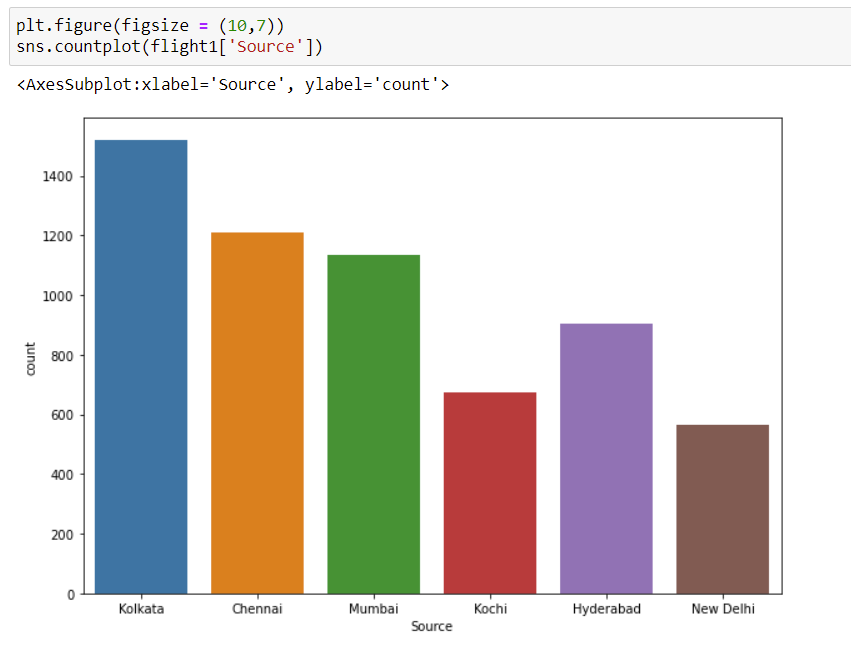 plt.figure(figsize = (10,7))
sns.countplot(flight1['Source'])
<AxesSubplot:xlabel='Source', ylabel='count'>
1400
1200
1000
800
600
400
200
0
count
Kolkata Chennai Mumbai Kochi Hyderabad New Delhi
Source